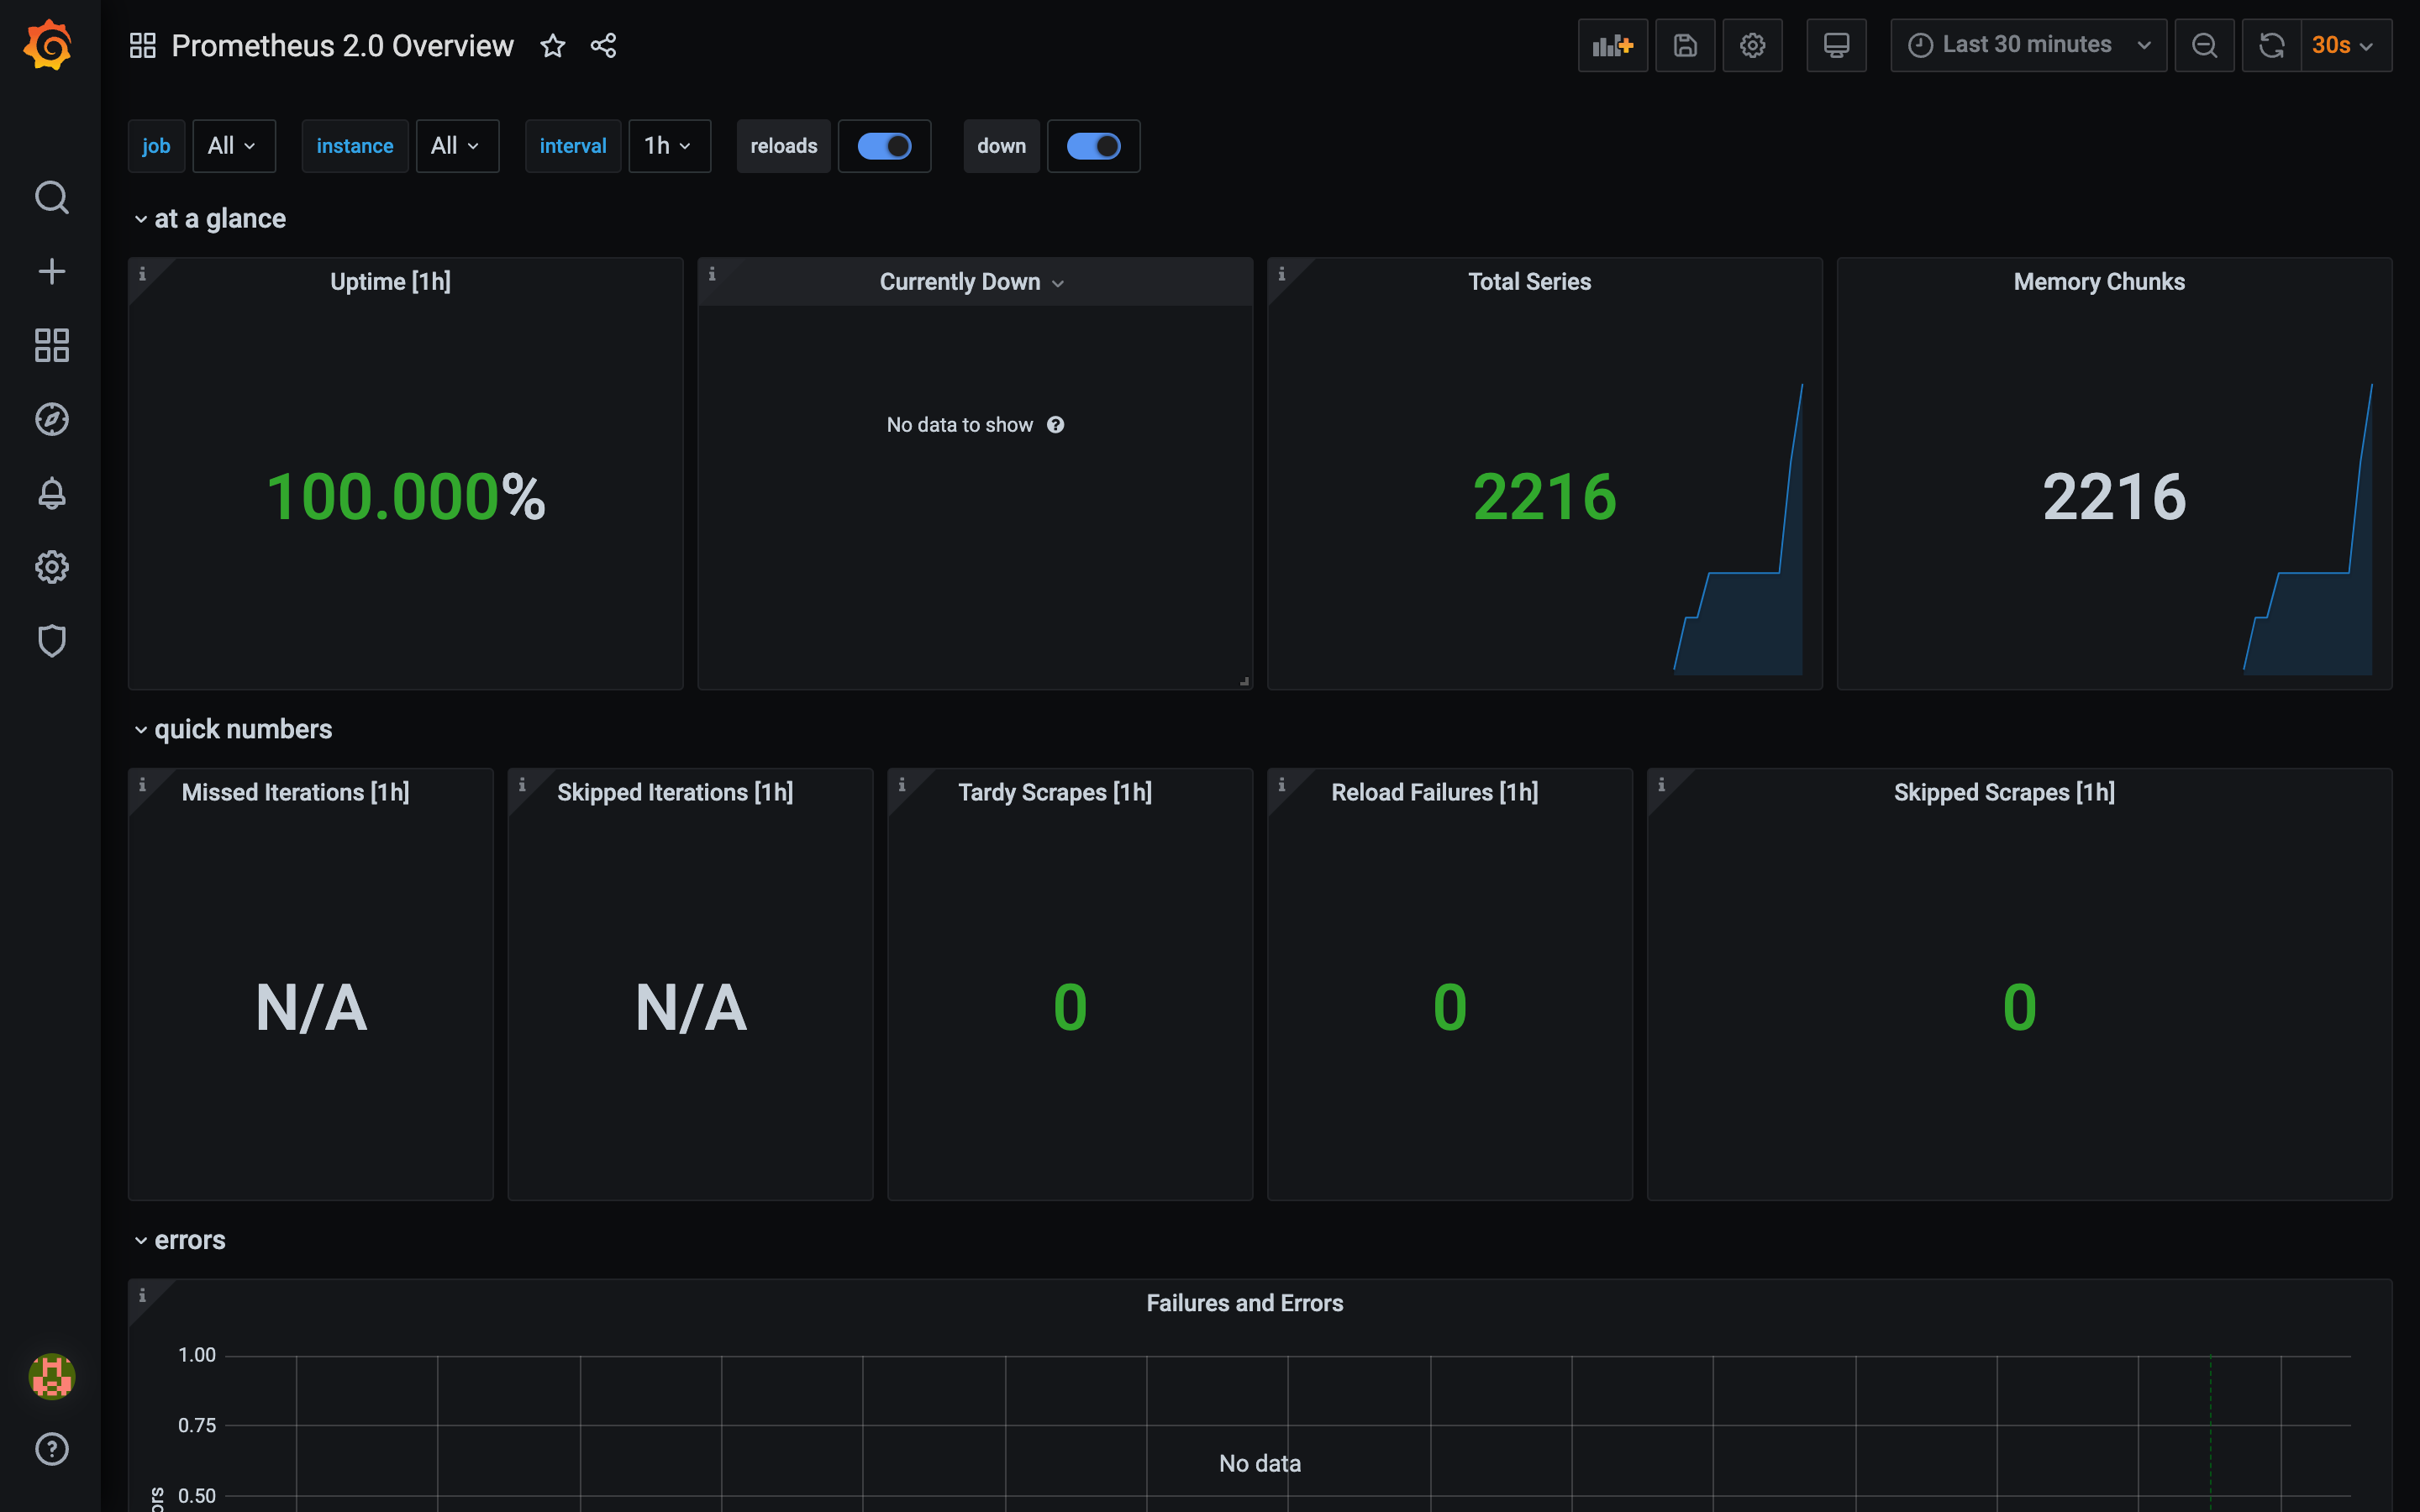 Prometheus 2.0 Overview
Last 30 minutes
30s
job
All
instance
All
interval
1h
reloads
down
at a glance
Uptime [1h]
Currently Down
Total Series
Memory Chunks
No data to show
100.000%
2216
2216
quick numbers
Missed Iterations [1h]
Skipped Iterations [1h]
Tardy Scrapes [1h]
Reload Failures [1h]
Skipped Scrapes [1h]
N/A
N/A
0
0
0
errors
Failures and Errors
1.00
0.75
No data
0.50